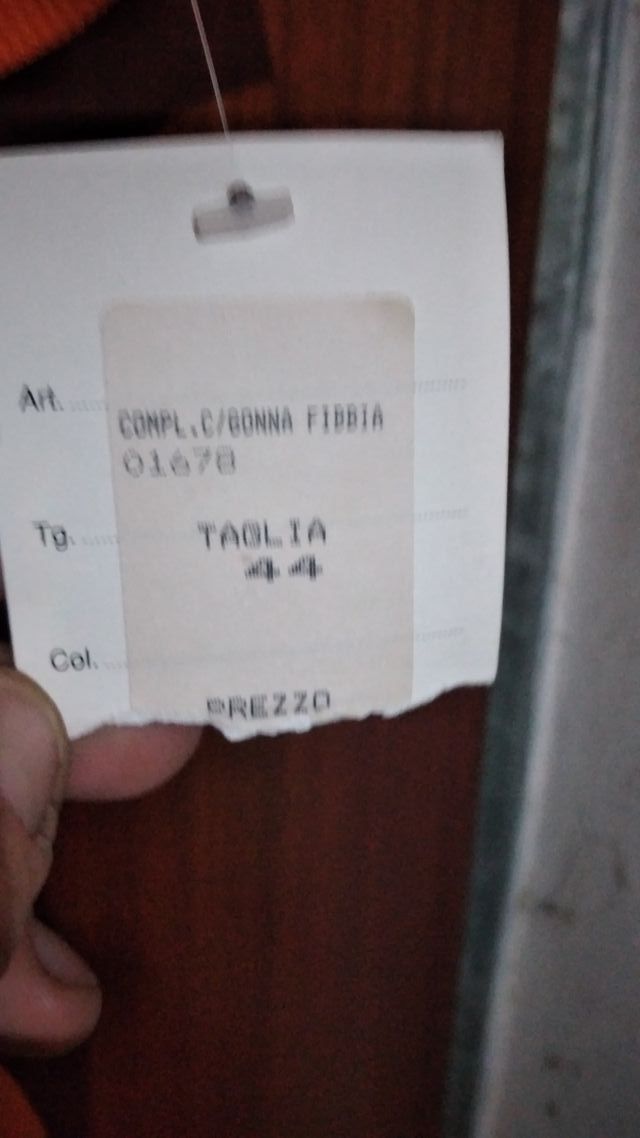 Art.
COMPL.C/GONNA FIBBIA
01678
Tg.
TAGLIA
44
Col.
PREZZO